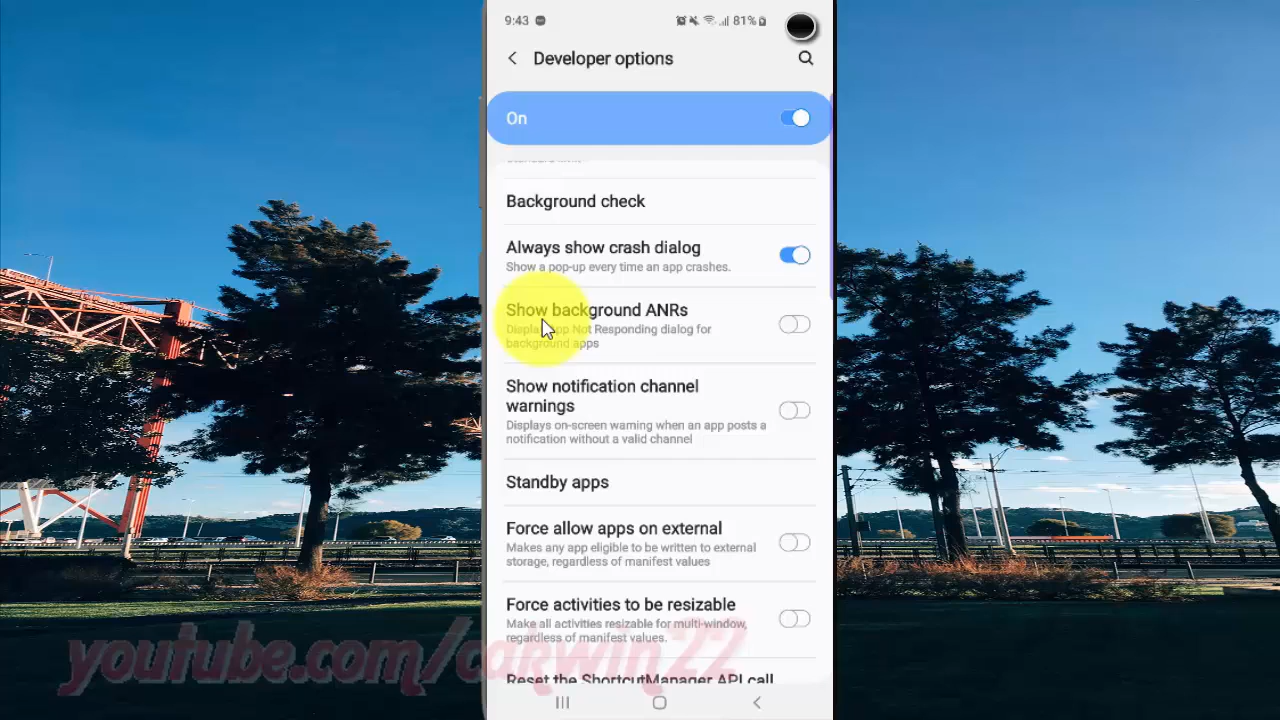 9:43
81%
Developer options
On
Background check
Always show crash dialog
Show a pop-up every time an app crashes.
Show background ANRs
Display App Not Responding dialog for
background apps
Show notification channel
warnings
Displays on-screen warning when an app posts a
notification without a valid channel
Standby apps
Force allow apps on external
Makes any app eligible to be written to external
storage, regardless of manifest values
Force activities to be resizable
Make all activities resizable for multi-window,
regardless of manifest values.
youtube.com/cakwin22
Reset the ShortcutManager API call